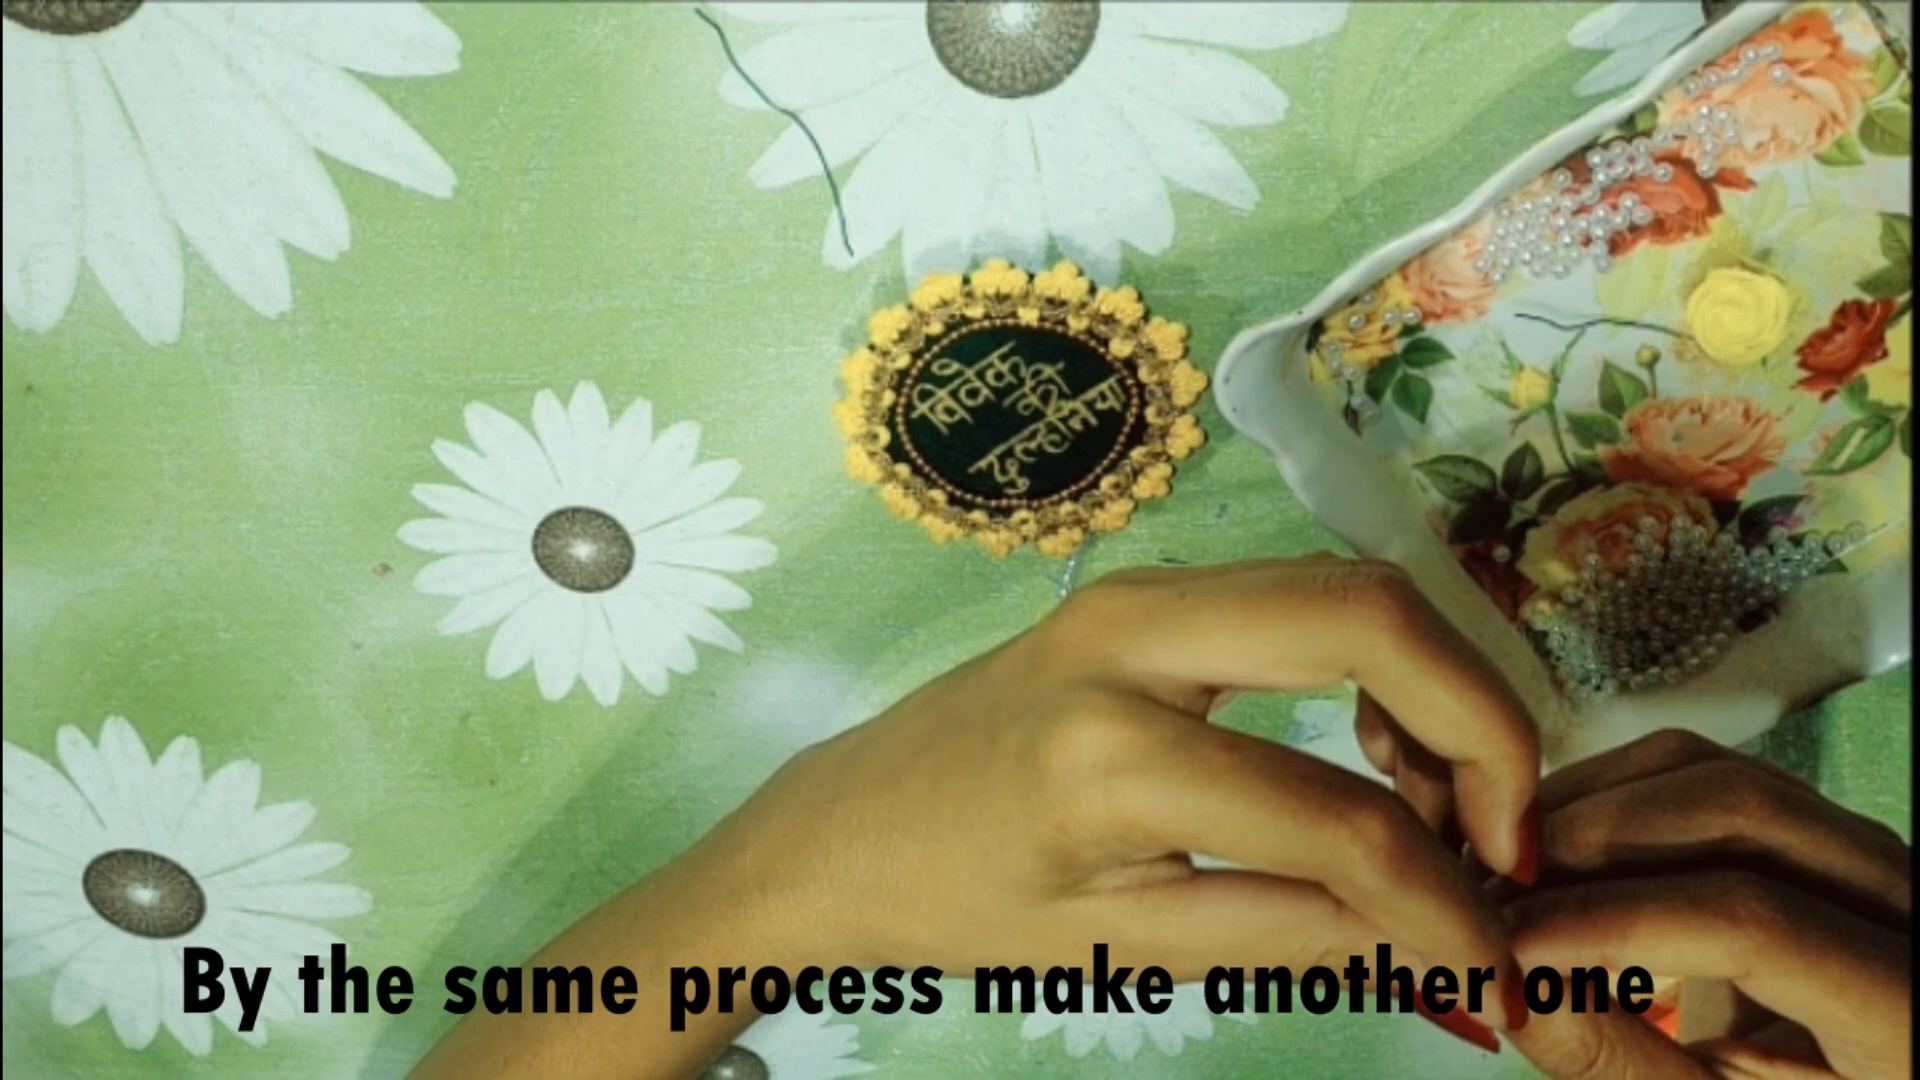 विवेक की
दुल्हनिया
By the same process make another one